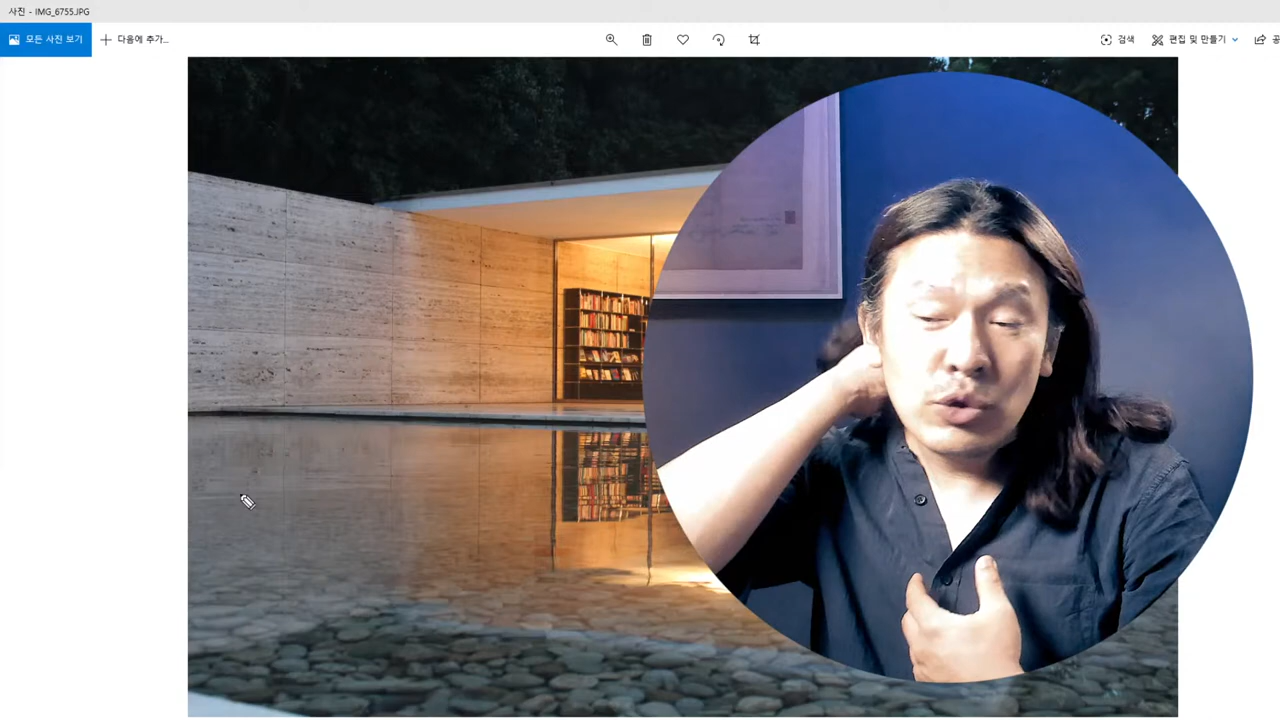 사진 - IMG_6755.JPG
모든 사진 보기
다음에 추가...
검색
편집 및 만들기
공